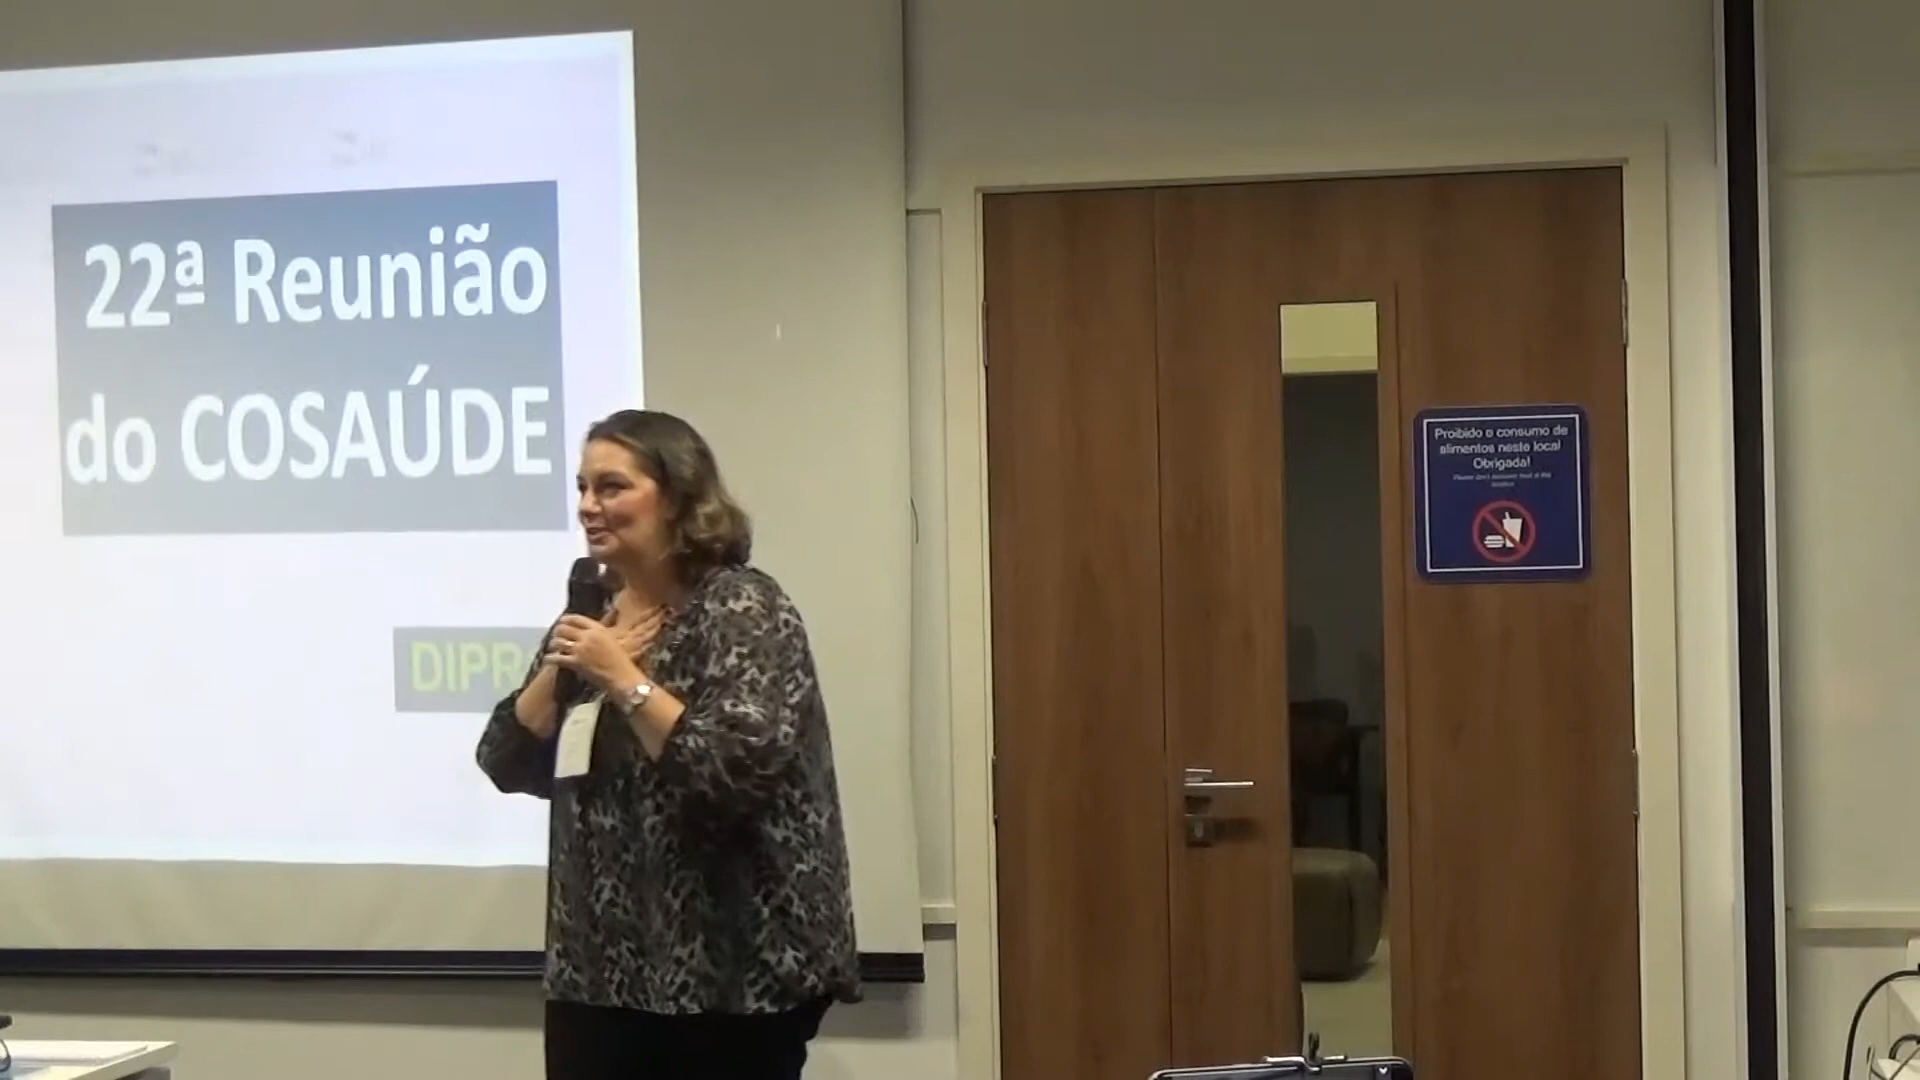 22ª Reunião
do COSAÚDE
DIPR
Proibido o consumo de
alimentos neste local
Obrigada!